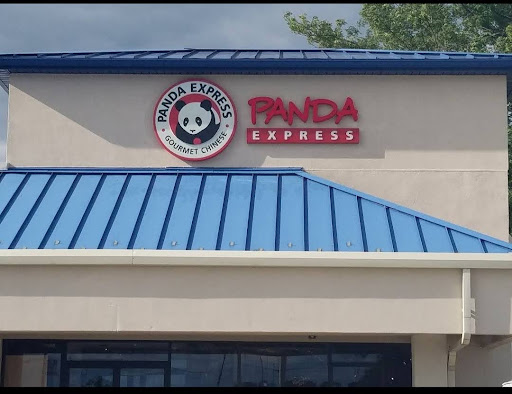 PANDA EXPRESS
GOURMET CHINESE
PANDA
EXPRESS